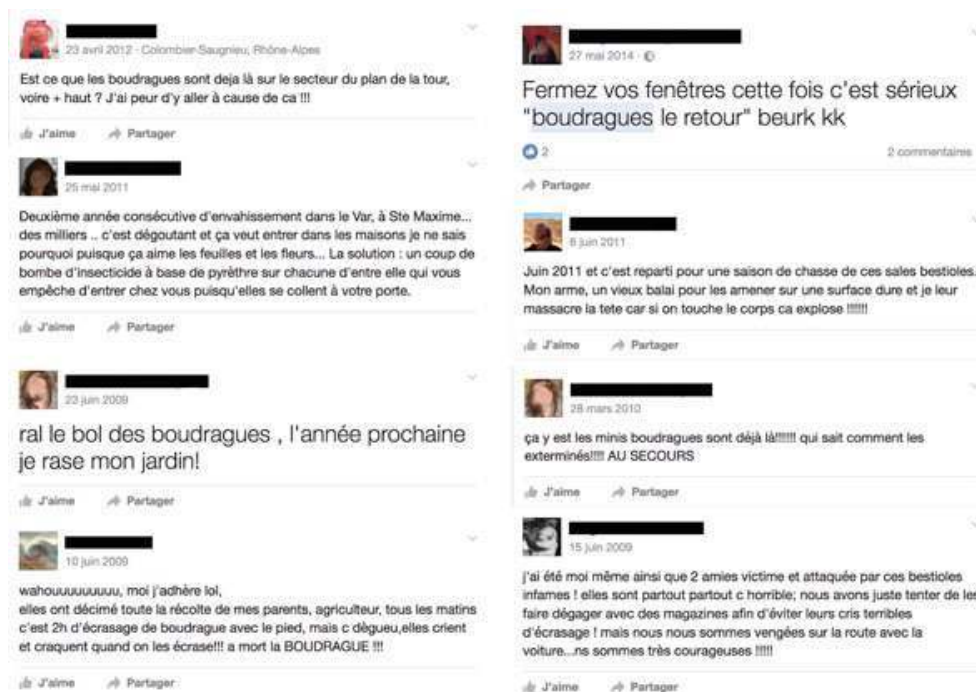 23 avril 2012 · Colombier-Saugnieu, Rhône-Alpes
Est ce que les boudragues sont deja là sur le secteur du plan de la tour,
voire + haut ? J'ai peur d'y aller à cause de ca !!!
J'aime Partager
25 mai 2011
Deuxième année consécutive d'envahissement dans le Var, à Ste Maxime...
des milliers .. c'est dégoutant et ça veut entrer dans les maisons je ne sais
pourquoi puisque ça aime les feuilles et les fleurs... La solution : un coup de
bombe d'insecticide à base de pyrèthre sur chacune d'entre elle qui vous
empêche d'entrer chez vous puisqu'elles se collent à votre porte.
J'aime Partager
23 juin 2009
ral le bol des boudragues , l'année prochaine
je rase mon jardin!
J'aime Partager
10 juin 2009
wahouuuuuuuuu, moi j'adhère lol,
elles ont décimé toute la récolte de mes parents, agriculteur, tous les matins
c'est 2h d'écrasage de boudrague avec le pied, mais c dègueu,elles crient
et craquent quand on les écrase!!! a mort la BOUDRAGUE !!!
J'aime Partager
27 mai 2014
Fermez vos fenêtres cette fois c'est sérieux
"boudragues le retour" beurk kk
2 2 commentaires
Partager
6 juin 2011
Juin 2011 et c'est reparti pour une saison de chasse de ces sales bestioles.
Mon arme, un vieux balai pour les amener sur une surface dure et je leur
massacre la tete car si on touche le corps ca explose !!!!!!
J'aime Partager
28 mars 2010
ça y est les minis boudragues sont déjà là!!!!!! qui sait comment les
exterminés!!!! AU SECOURS
J'aime Partager
15 juin 2009
j'ai été moi même ainsi que 2 amies victime et attaquée par ces bestioles
infames ! elles sont partout partout c horrible; nous avons juste tenter de les
faire dégager avec des magazines afin d'éviter leurs cris terribles
d'écrasage ! mais nous nous sommes vengées sur la route avec la
voiture...ns sommes très courageuses !!!!!
J'aime Partager